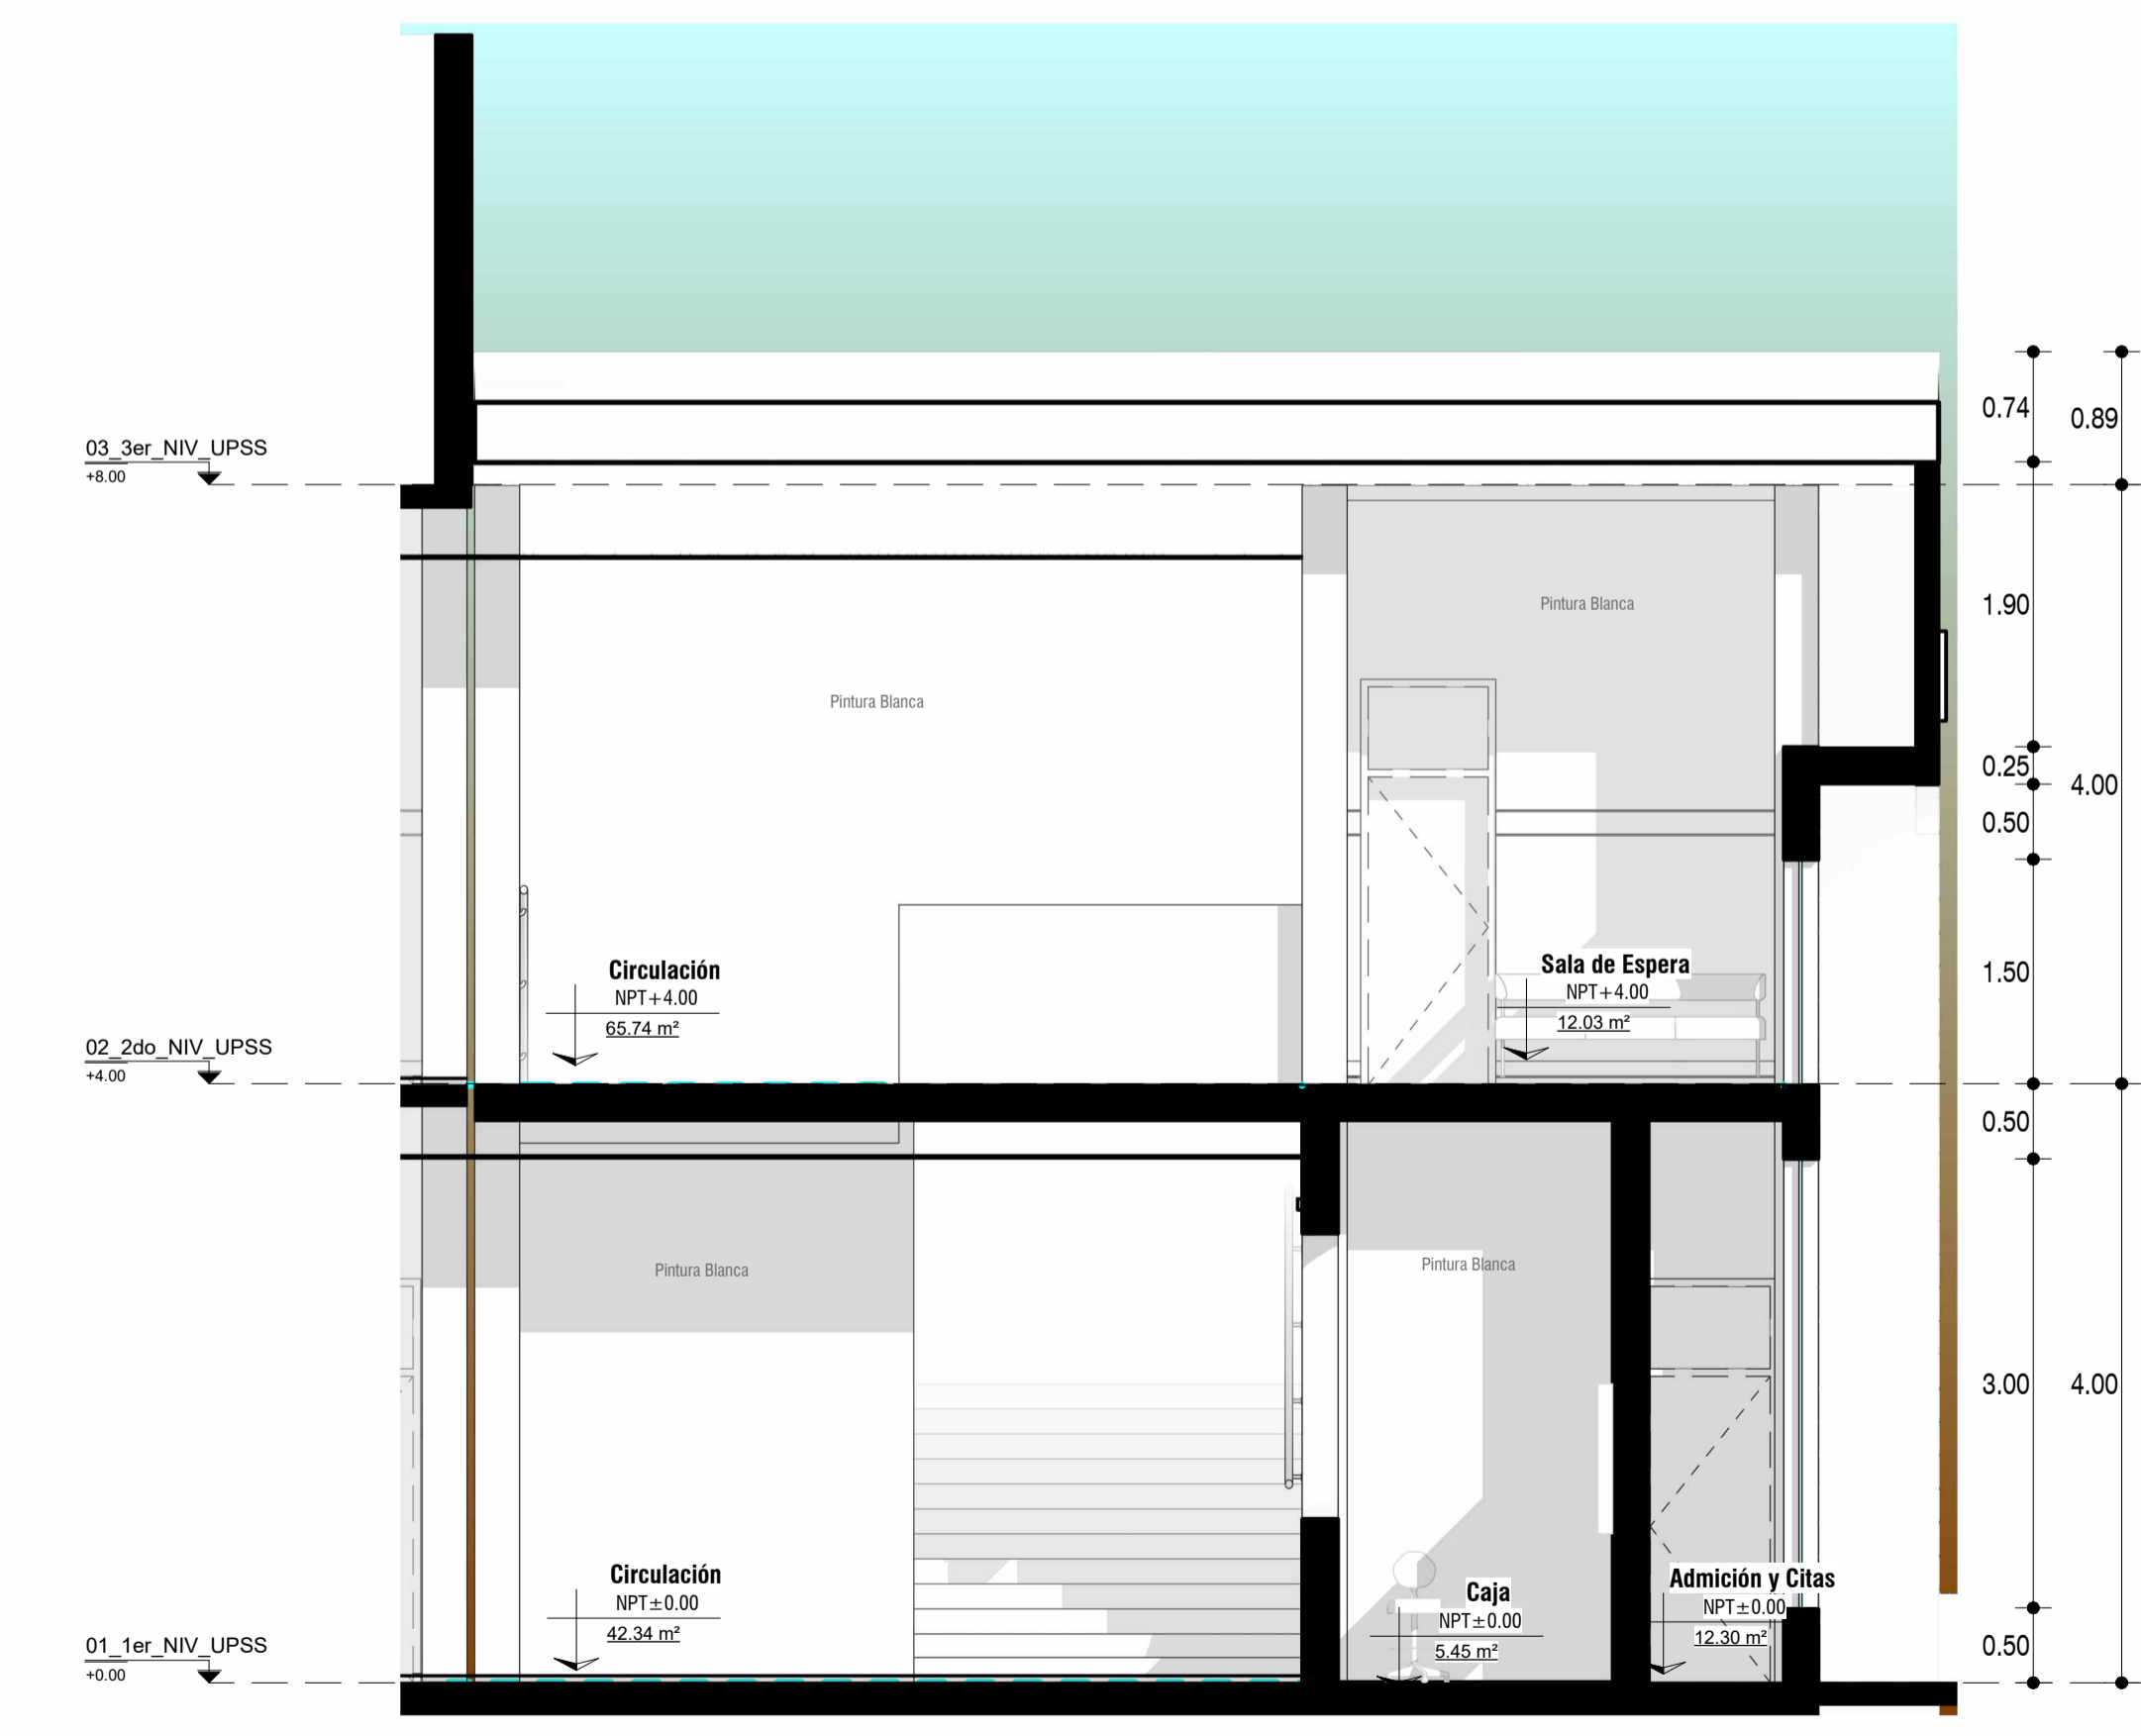 0.74
0.89
03_3er_NIV_UPSS
+8.00
Pintura Blanca
1.90
Pintura Blanca
0.25
4.00
0.50
Circulación
NPT+4.00
65.74 m²
Sala de Espera
NPT+4.00
12.03 m²
1.50
02_2do_NIV_UPSS
+4.00
0.50
Pintura Blanca
Pintura Blanca
3.00
4.00
Circulación
NPT±0.00
42.34 m²
Caja
NPT±0.00
5.45 m²
Admición y Citas
NPT±0.00
12.30 m²
01_1er_NIV_UPSS
+0.00
0.50